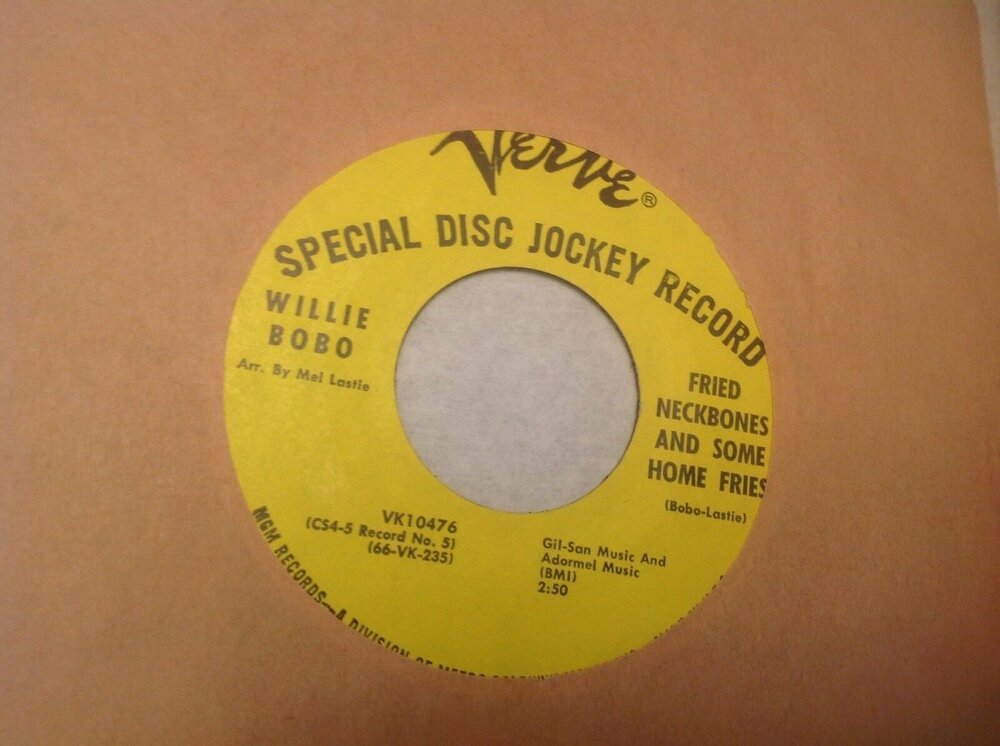 VERVE®
SPECIAL DISC JOCKEY RECORD
WILLIE
BOBO
Arr. By Mel Lastie
FRIED
NECKBONES
AND SOME
HOME FRIES
(Bobo-Lastie)
VK10476
(CS4-5 Record No. 5)
(66-VK-235)
Gil-San Music And
Adormel Music
(BMI)
2:50
MGM RECORDS—A DIVISION OF